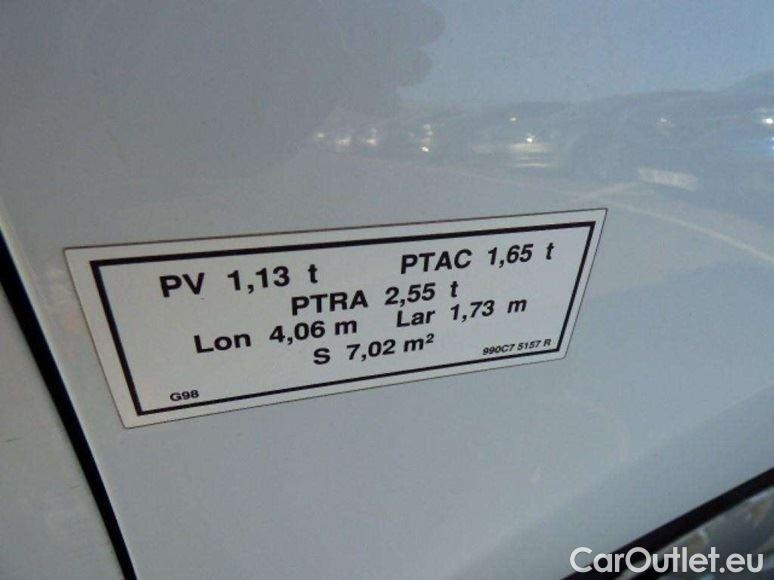 PV 1,13 t PTAC 1,65 t
PTRA 2,55 t
Lon 4,06 m Lar 1,73 m
S 7,02 m²
G98 990C7 5157 R
CarOutlet.eu